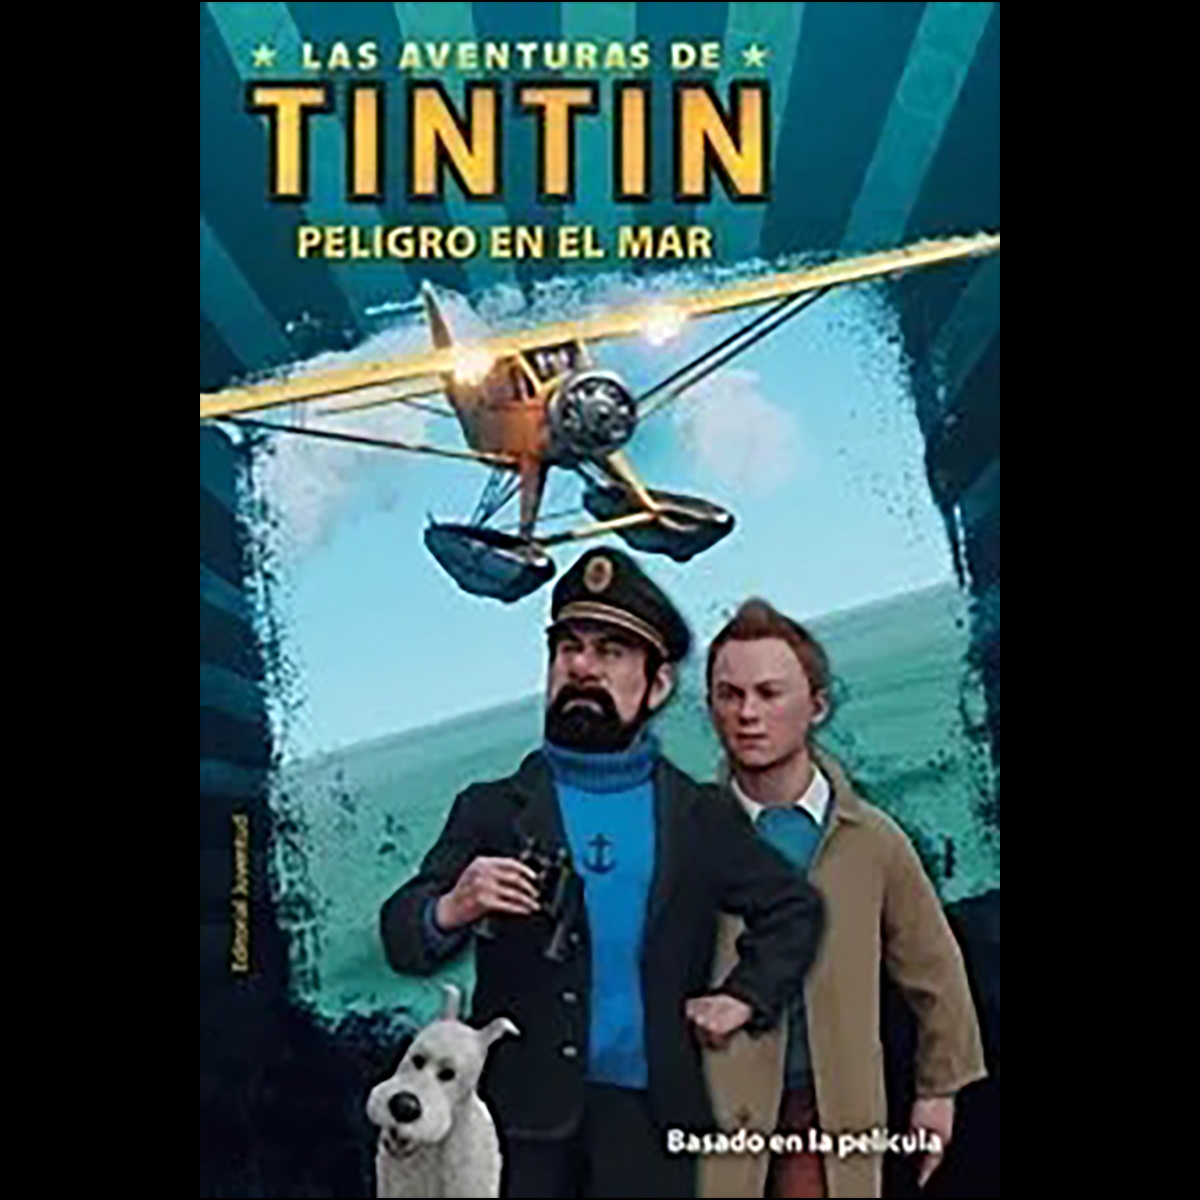 LAS AVENTURAS DE
TINTIN
PELIGRO EN EL MAR
Editorial Juventud
Basado en la película